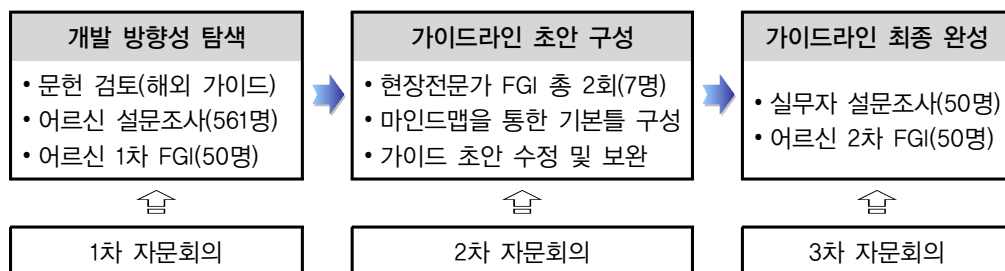 개발 방향성 탐색
• 문헌 검토(해외 가이드)
• 어르신 설문조사(561명)
• 어르신 1차 FGI(50명)
가이드라인 초안 구성
• 현장전문가 FGI 총 2회(7명)
• 마인드맵을 통한 기본틀 구성
• 가이드 초안 수정 및 보완
가이드라인 최종 완성
• 실무자 설문조사(50명)
• 어르신 2차 FGI(50명)
1차 자문회의
2차 자문회의
3차 자문회의